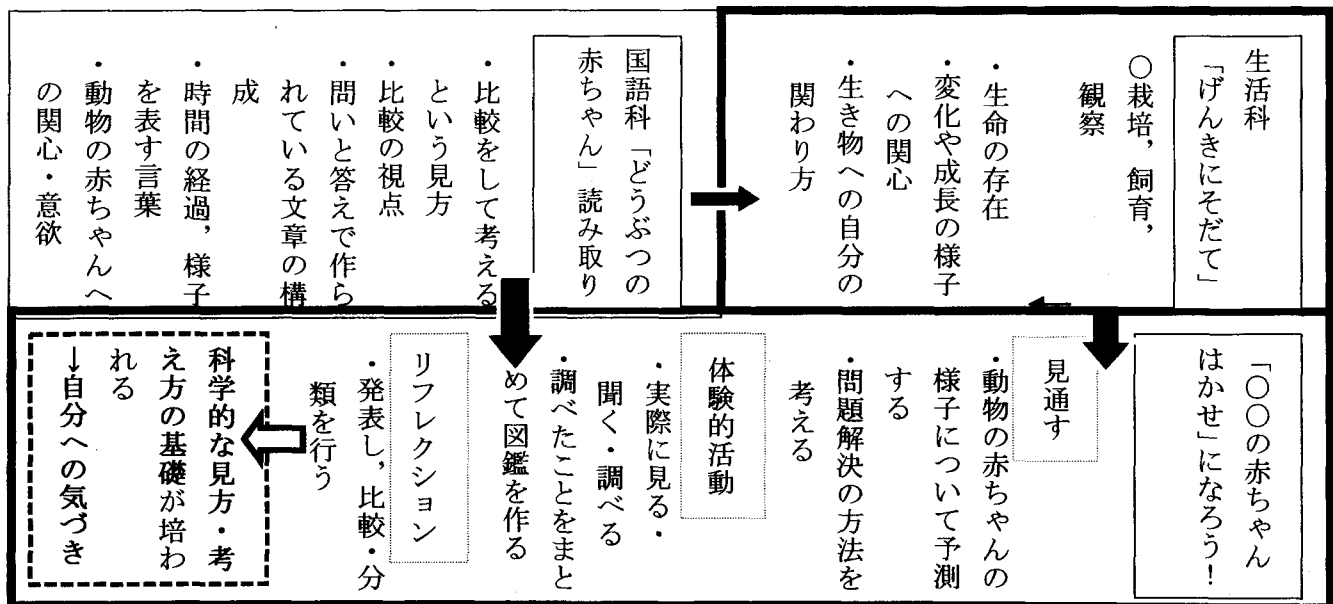 生活科
「げんきにそだて」
○栽培，飼育，
観察
・生命の存在
・変化や成長の様子
への関心
・生き物への自分の
関わり方
国語科「どうぶつの
赤ちゃん」読み取り
・比較をして考える
という見方
・比較の視点
・問いと答えで作ら
れている文章の構
成
・時間の経過，様子
を表す言葉
・動物の赤ちゃんへ
の関心・意欲
「○○の赤ちゃん
はかせ」になろう！
見通す
・動物の赤ちゃんの
様子について予測
する
・問題解決の方法を
考える
体験的活動
・実際に見る・
聞く・調べる
・調べたことをまと
めて図鑑を作る
リフレクション
・発表し，比較・分
類を行う
科学的な見方・考
え方の基礎が培わ
れる
→自分への気づき